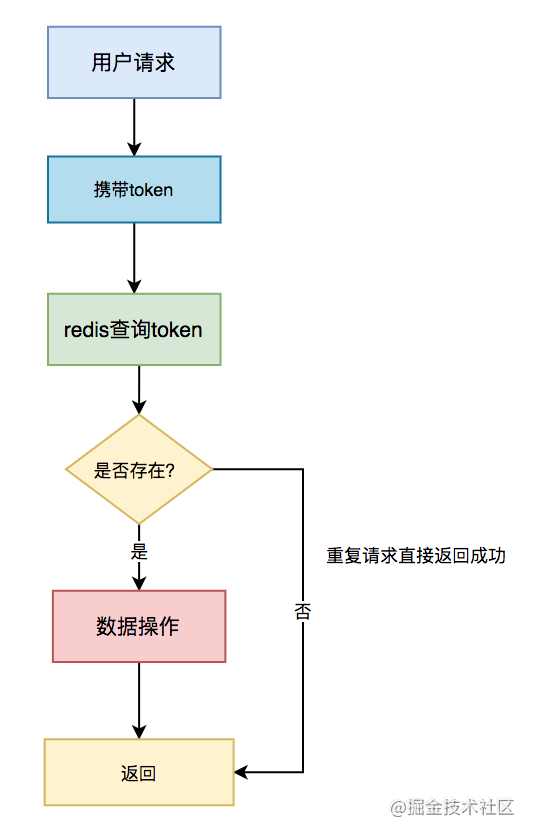 用户请求
携带token
redis查询token
是否存在?
是
重复请求直接返回成功
否
数据操作
返回
@掘金技术社区